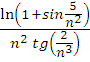 ln(1+sin 5/n²)
n² tg(2/n³)